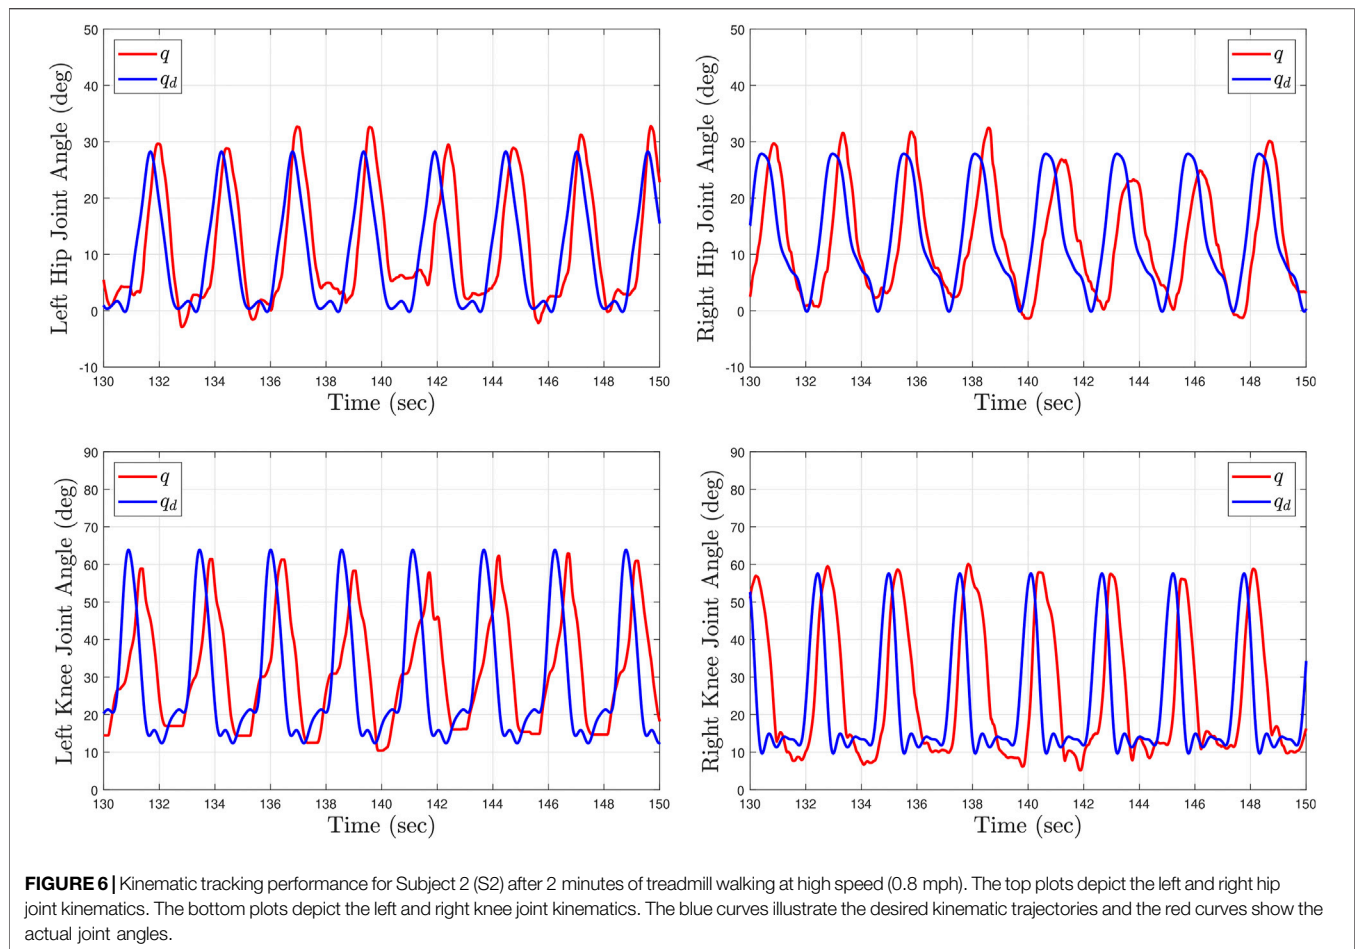 50
40
30
20
10
0
-10
Left Hip Joint Angle (deg)
q
q_d
130 132 134 136 138 140 142 144 146 148 150
Time (sec)
50
40
30
20
10
0
-10
Right Hip Joint Angle (deg)
q
q_d
130 132 134 136 138 140 142 144 146 148 150
Time (sec)
90
80
70
60
50
40
30
20
10
0
Left Knee Joint Angle (deg)
q
q_d
130 132 134 136 138 140 142 144 146 148 150
Time (sec)
90
80
70
60
50
40
30
20
10
0
Right Knee Joint Angle (deg)
q
q_d
130 132 134 136 138 140 142 144 146 148 150
Time (sec)
FIGURE 6 | Kinematic tracking performance for Subject 2 (S2) after 2 minutes of treadmill walking at high speed (0.8 mph). The top plots depict the left and right hip
joint kinematics. The bottom plots depict the left and right knee joint kinematics. The blue curves illustrate the desired kinematic trajectories and the red curves show the
actual joint angles.